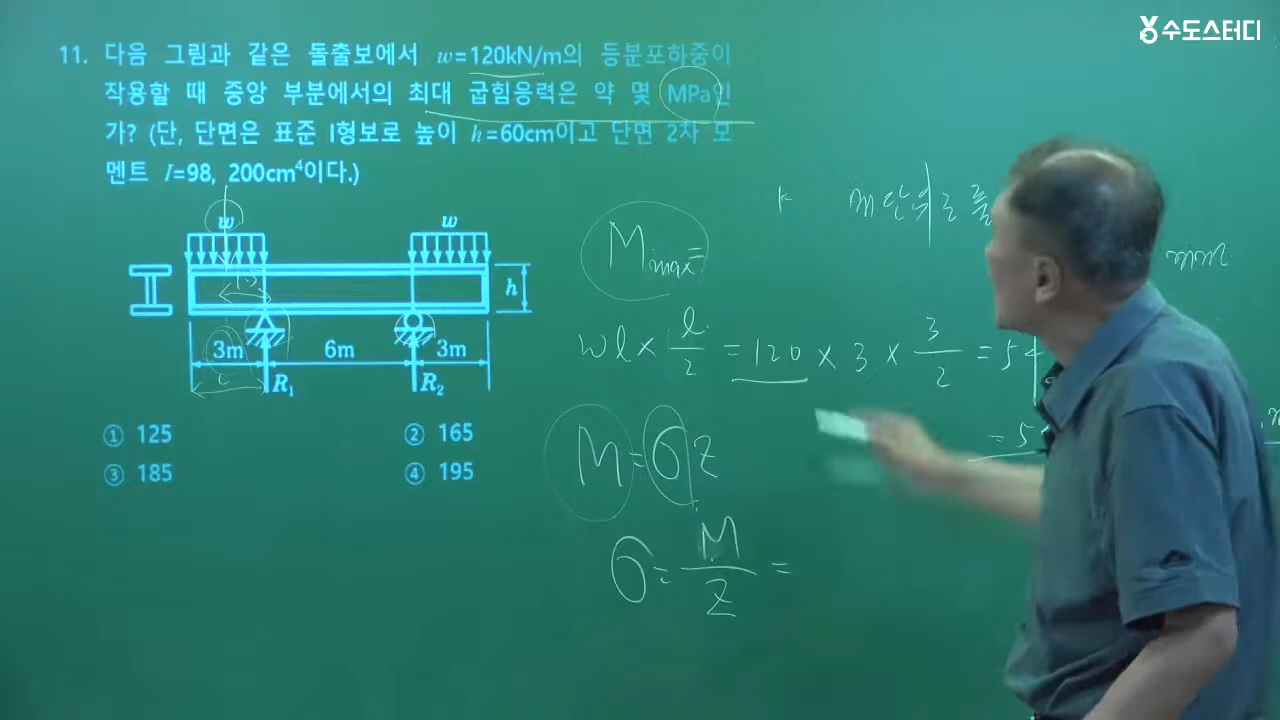 수도스터디
11. 다음 그림과 같은 돌출보에서 w=120kN/m의 등분포하중이
작용할 때 중앙 부분에서의 최대 굽힘응력은 약 몇 MPa인
가? (단, 단면은 표준 I형보로 높이 h=60cm이고 단면 2차 모
멘트 I=98, 200cm⁴이다.)
w w
h
3m 6m 3m
R₁ R₂
① 125 ② 165
③ 185 ④ 195
Mmax=
mm
wl× l/2 = 120 × 3 × 3/2 = 54
= 5
M=σz
σ= M/Z =